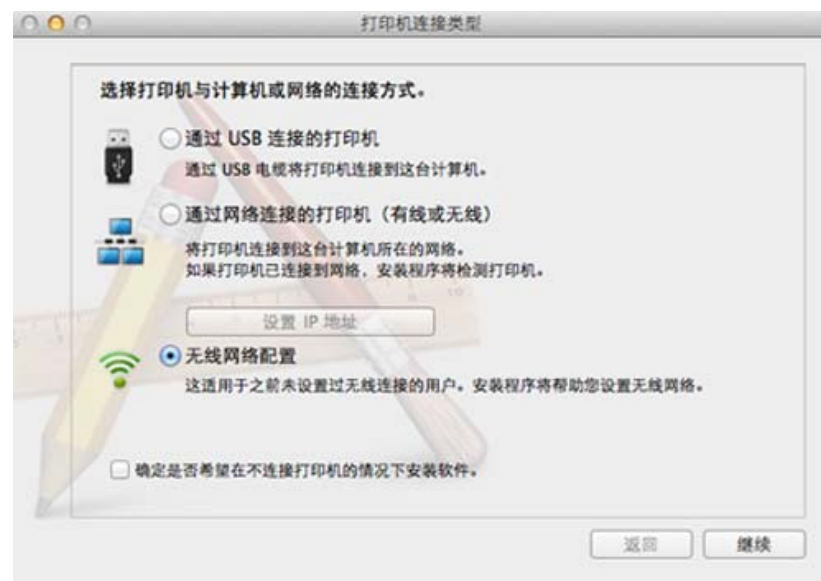 打印机连接类型
选择打印机与计算机或网络的连接方式。
通过 USB 连接的打印机
通过 USB 电缆将打印机连接到这台计算机。
通过网络连接的打印机（有线或无线）
将打印机连接到这台计算机所在的网络。
如果打印机已连接到网络，安装程序将检测打印机。
设置 IP 地址
无线网络配置
这适用于之前未设置过无线连接的用户。安装程序将帮助您设置无线网络。
确定是否希望在不连接打印机的情况下安装软件。
返回
继续